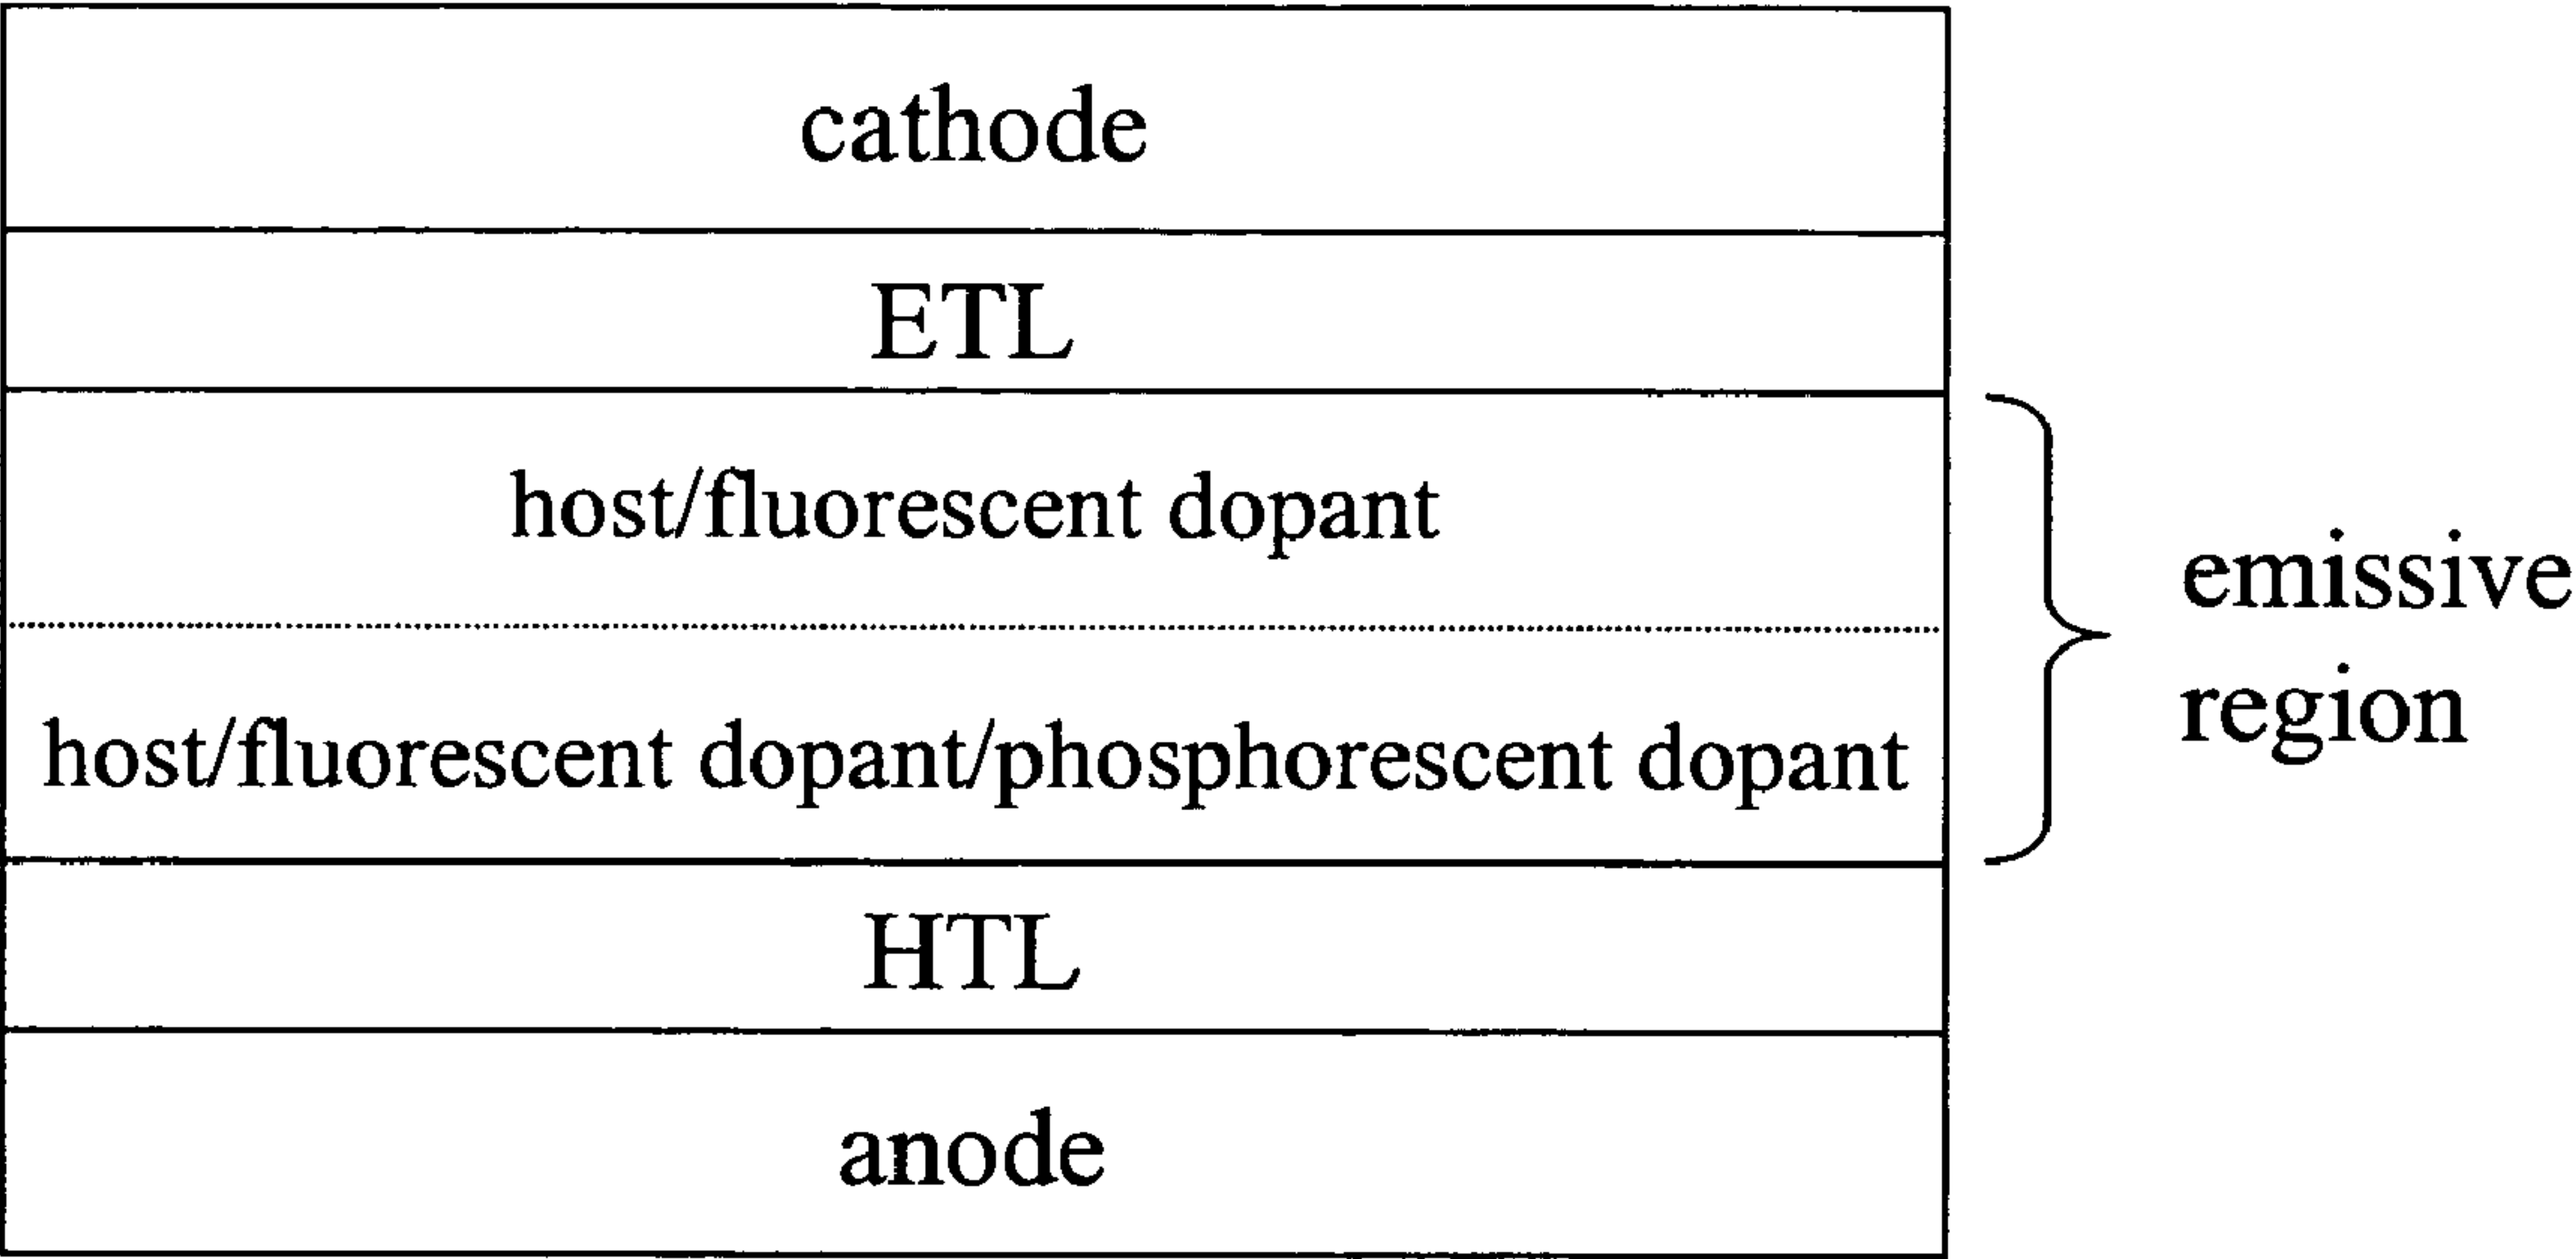 cathode
ETL
host/fluorescent dopant
host/fluorescent dopant/phosphorescent dopant
emissive
region
HTL
anode